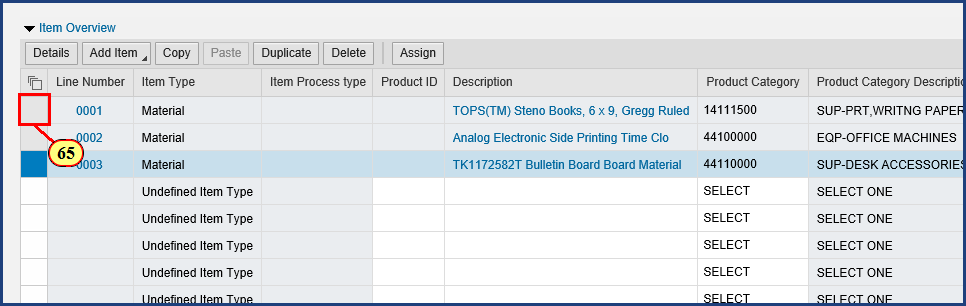 Item Overview
Details Add Item Copy Paste Duplicate Delete Assign
Line Number Item Type Item Process type Product ID Description Product Category Product Category Descriptio
0001 Material TOPS(TM) Steno Books, 6 x 9, Gregg Ruled 14111500 SUP-PRT,WRITNG PAPER
0002 Material Analog Electronic Side Printing Time Clo 44100000 EQP-OFFICE MACHINES
65
0003 Material TK1172582T Bulletin Board Board Material 44110000 SUP-DESK ACCESSORIES
Undefined Item Type SELECT SELECT ONE
Undefined Item Type SELECT SELECT ONE
Undefined Item Type SELECT SELECT ONE
Undefined Item Type SELECT SELECT ONE
Undefined Item Type SELECT SELECT ONE